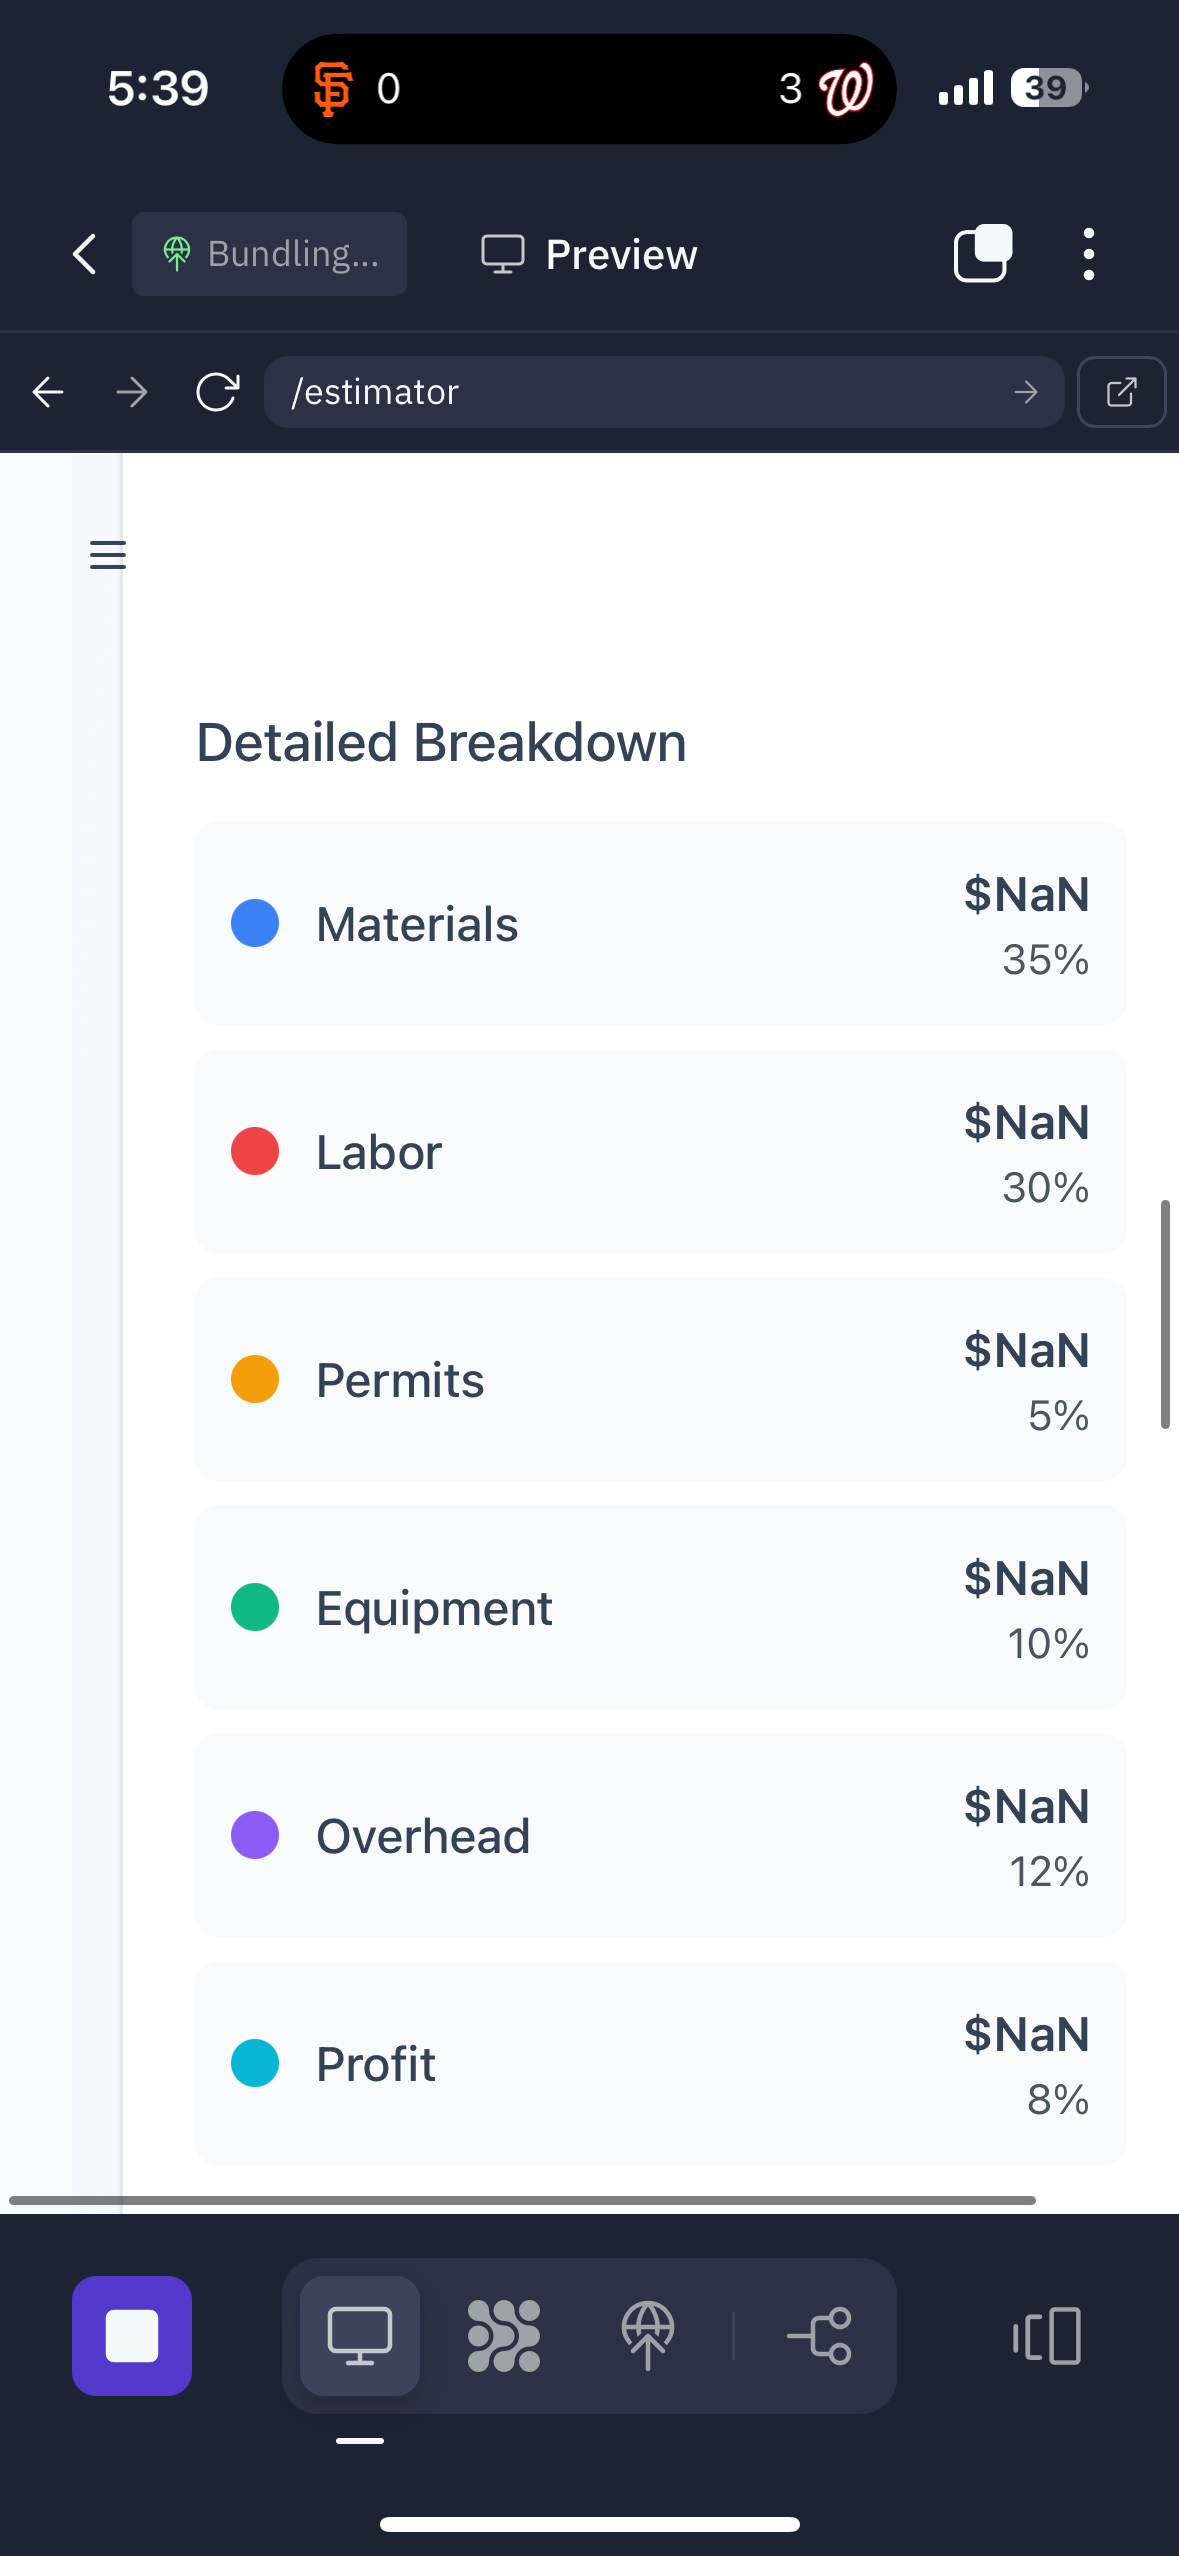 5:39
0
3
39
Bundling...
Preview
/estimator
Detailed Breakdown
Materials
$NaN
35%
Labor
$NaN
30%
Permits
$NaN
5%
Equipment
$NaN
10%
Overhead
$NaN
12%
Profit
$NaN
8%